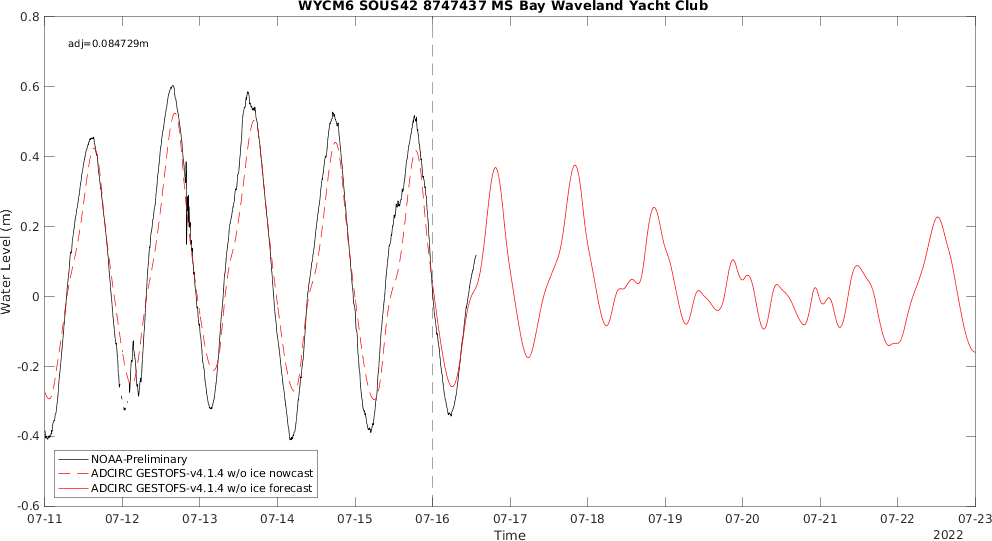 WYCM6 SOUS42 8747437 MS Bay Waveland Yacht Club
adj=0.084729m
0.8
0.6
0.4
0.2
0
-0.2
-0.4
-0.6
Water Level (m)
NOAA-Preliminary
ADCIRC GESTOFS-v4.1.4 w/o ice nowcast
ADCIRC GESTOFS-v4.1.4 w/o ice forecast
07-11 07-12 07-13 07-14 07-15 07-16 07-17 07-18 07-19 07-20 07-21 07-22 07-23
Time
2022